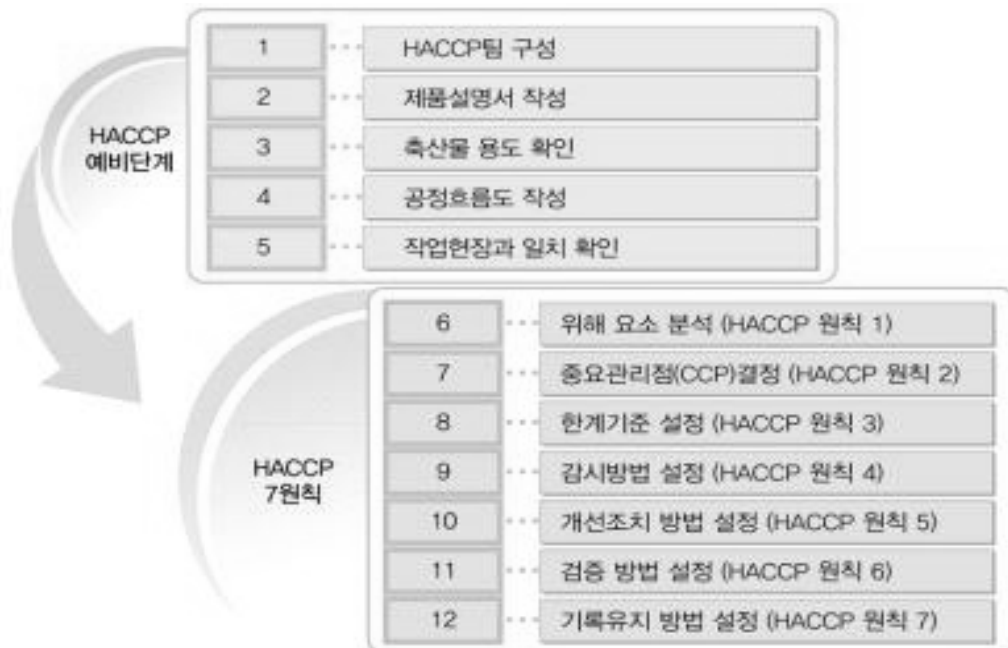 1 HACCP팀 구성
2 제품설명서 작성
HACCP
예비단계
3 축산물 용도 확인
4 공정흐름도 작성
5 작업현장과 일치 확인
6 위해 요소 분석 (HACCP 원칙 1)
7 중요관리점(CCP)결정 (HACCP 원칙 2)
8 한계기준 설정 (HACCP 원칙 3)
HACCP
7원칙
9 감시방법 설정 (HACCP 원칙 4)
10 개선조치 방법 설정 (HACCP 원칙 5)
11 검증 방법 설정 (HACCP 원칙 6)
12 기록유지 방법 설정 (HACCP 원칙 7)